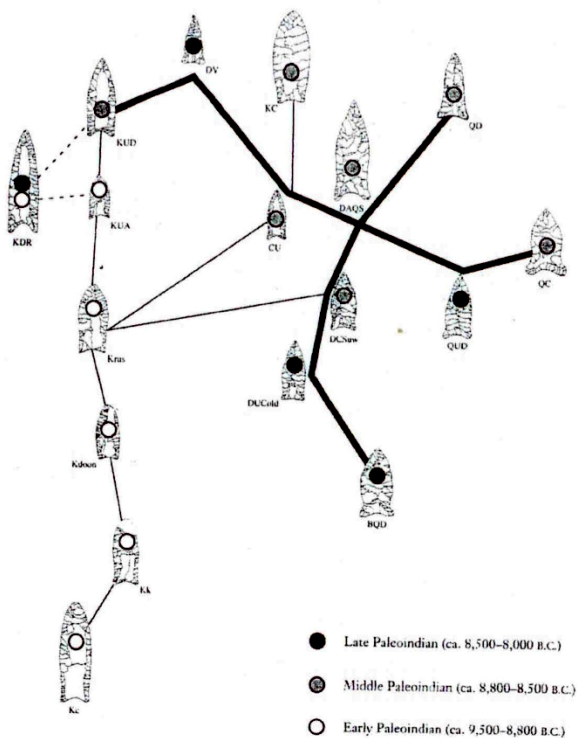 DV
KC
QD
KUD
DAQS
KDR
KUA
CU
QC
DCSuw
QUD
Kras
DUCold
Kdoon
BQD
Kk
Kc
Late Paleoindian (ca. 8,500–8,000 B.C.)
Middle Paleoindian (ca. 8,800–8,500 B.C.)
Early Paleoindian (ca. 9,500–8,800 B.C.)